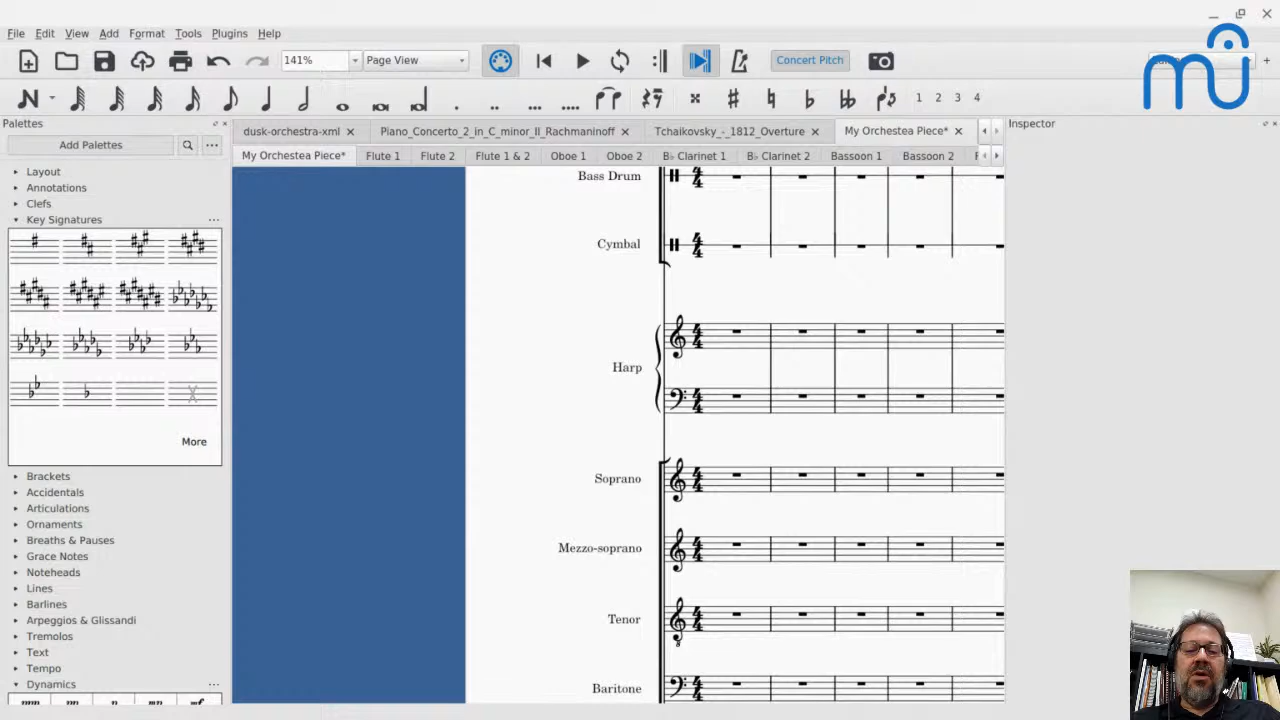 File Edit View Add Format Tools Plugins Help
141% Page View Concert Pitch
1 2 3 4
Palettes
Add Palettes
Layout
Annotations
Clefs
Key Signatures
More
Brackets
Accidentals
Articulations
Ornaments
Breaths & Pauses
Grace Notes
Noteheads
Lines
Barlines
Arpeggios & Glissandi
Tremolos
Text
Tempo
Dynamics
dusk-orchestra-xml Piano_Concerto_2_in_C_minor_II_Rachmaninoff Tchaikovsky_-_1812_Overture My Orchestea Piece*
My Orchestea Piece* Flute 1 Flute 2 Flute 1 & 2 Oboe 1 Oboe 2 B♭ Clarinet 1 B♭ Clarinet 2 Bassoon 1 Bassoon 2
Bass Drum
Cymbal
Harp
Soprano
Mezzo-soprano
Tenor
Baritone
Inspector